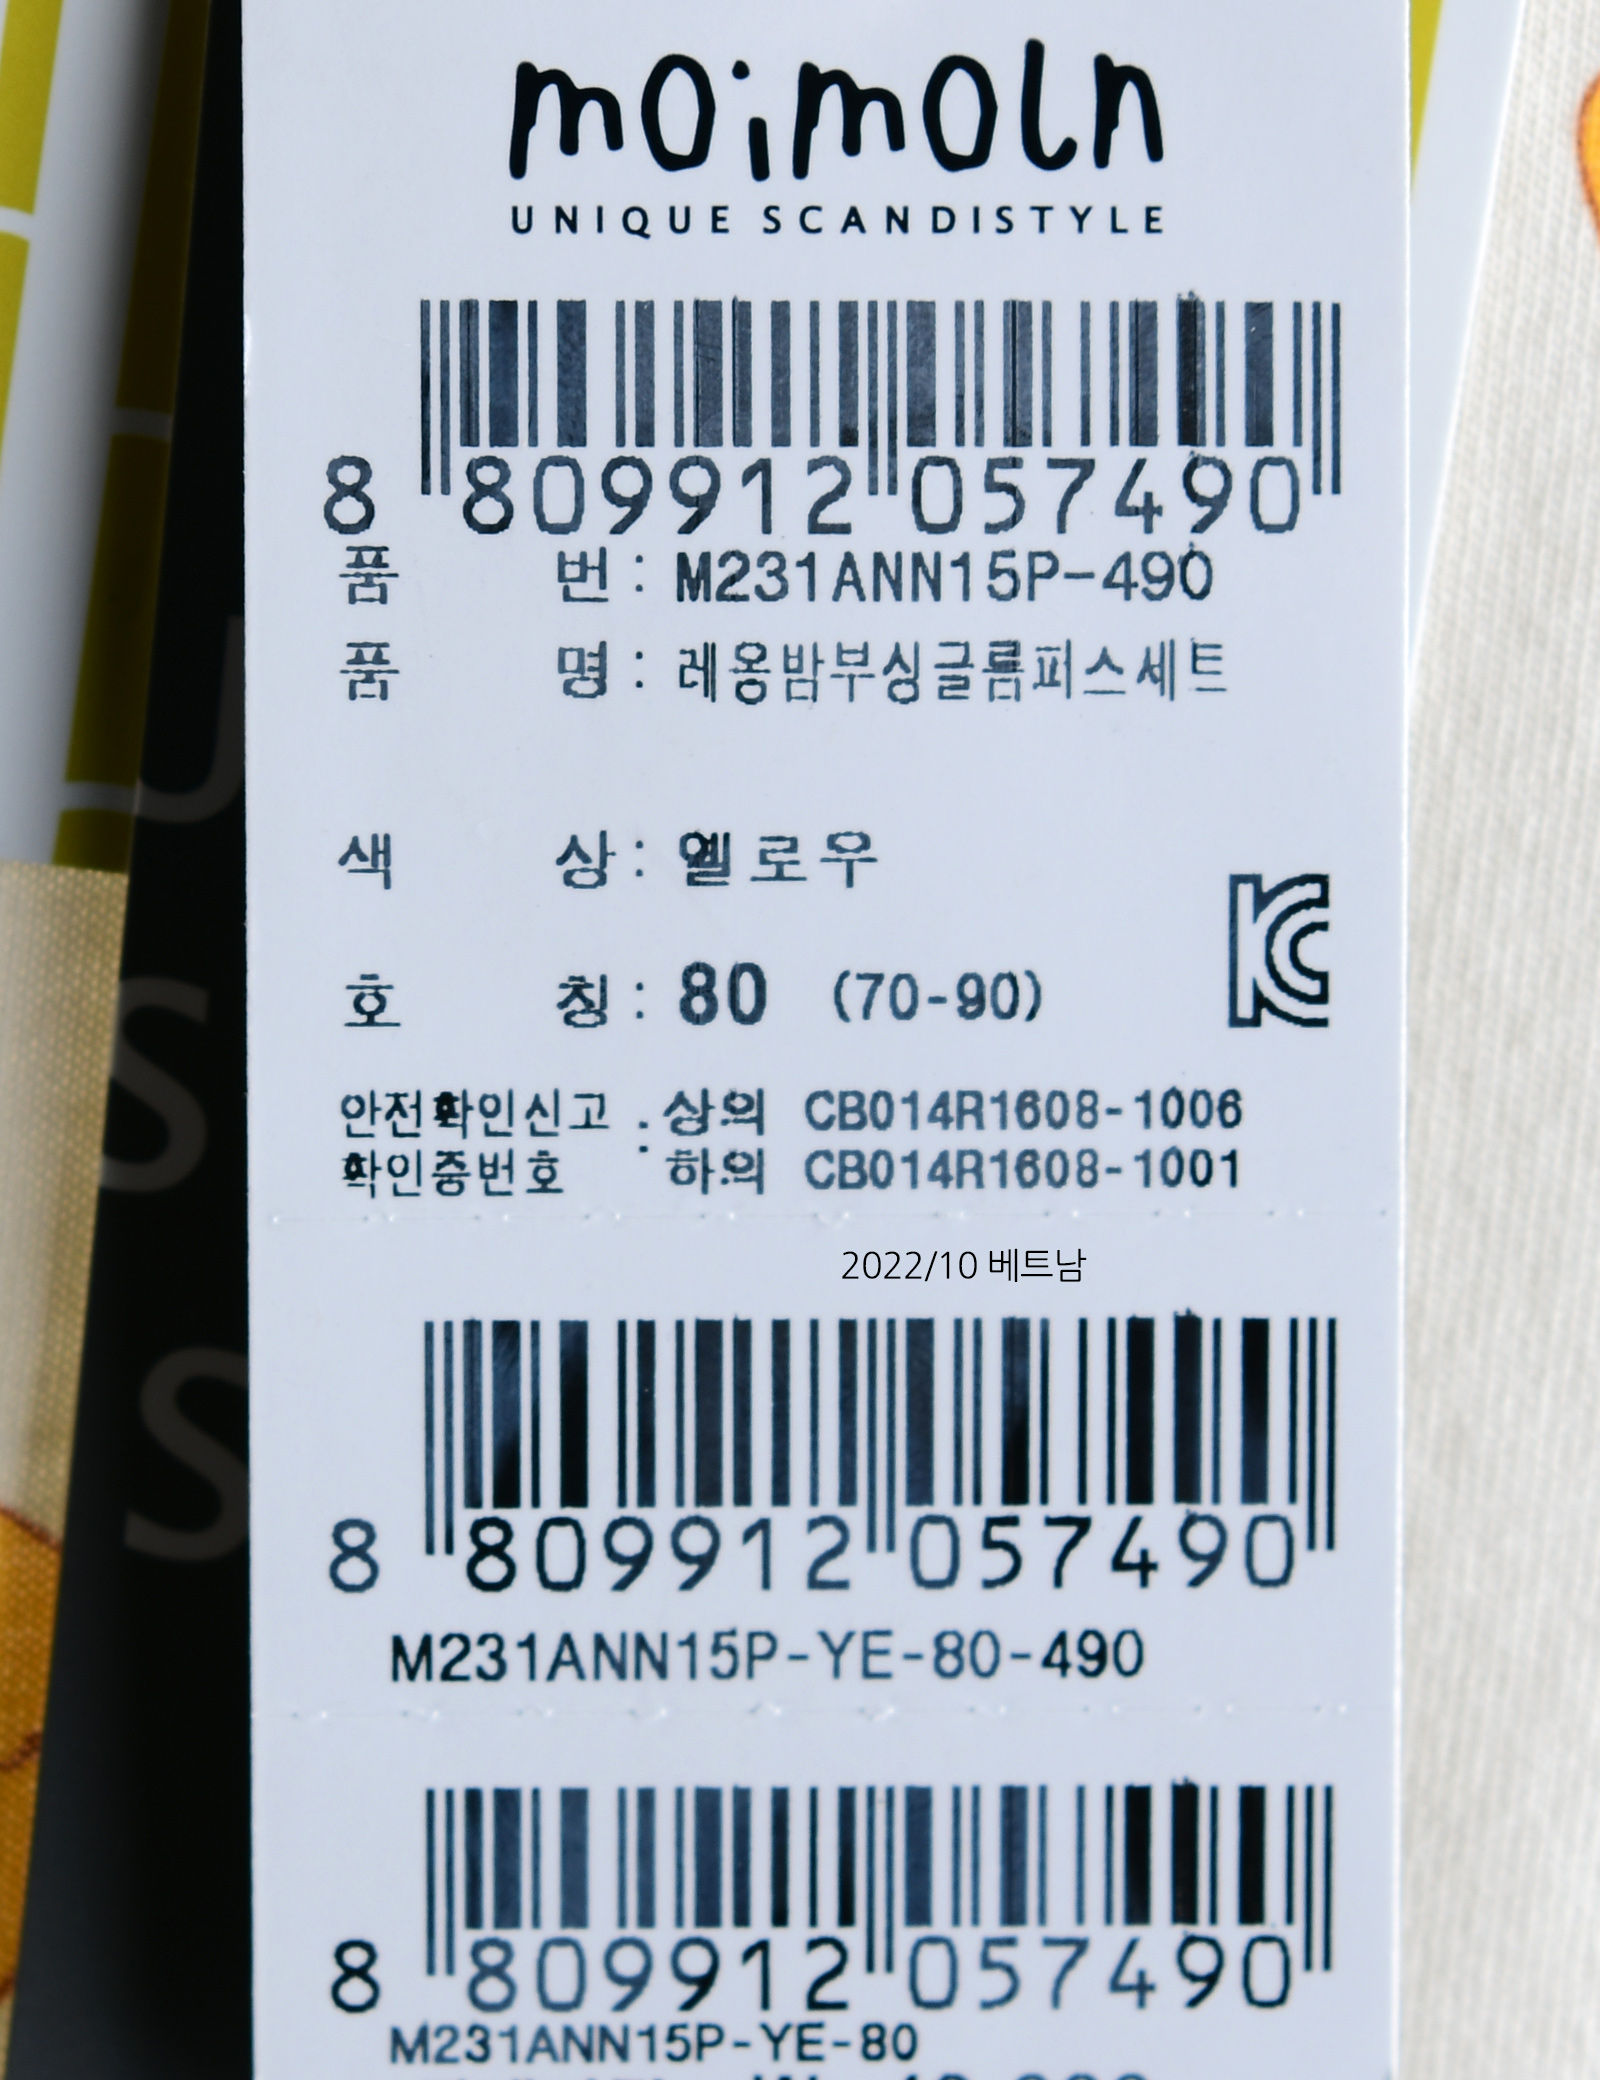 moimoln
UNIQUE SCANDISTYLE
8 809912 057490
품 번 : M231ANN15P-490
품 명 : 레옹밤부싱글롬퍼스세트
색 상 : 옐로우
호 칭 : 80 (70-90)
안전확인신고 확인증번호 : 상의 CB014R1608-1006
하의 CB014R1608-1001
2022/10 베트남
8 809912 057490
M231ANN15P-YE-80-490
8 809912 057490
M231ANN15P-YE-80
U
S
S